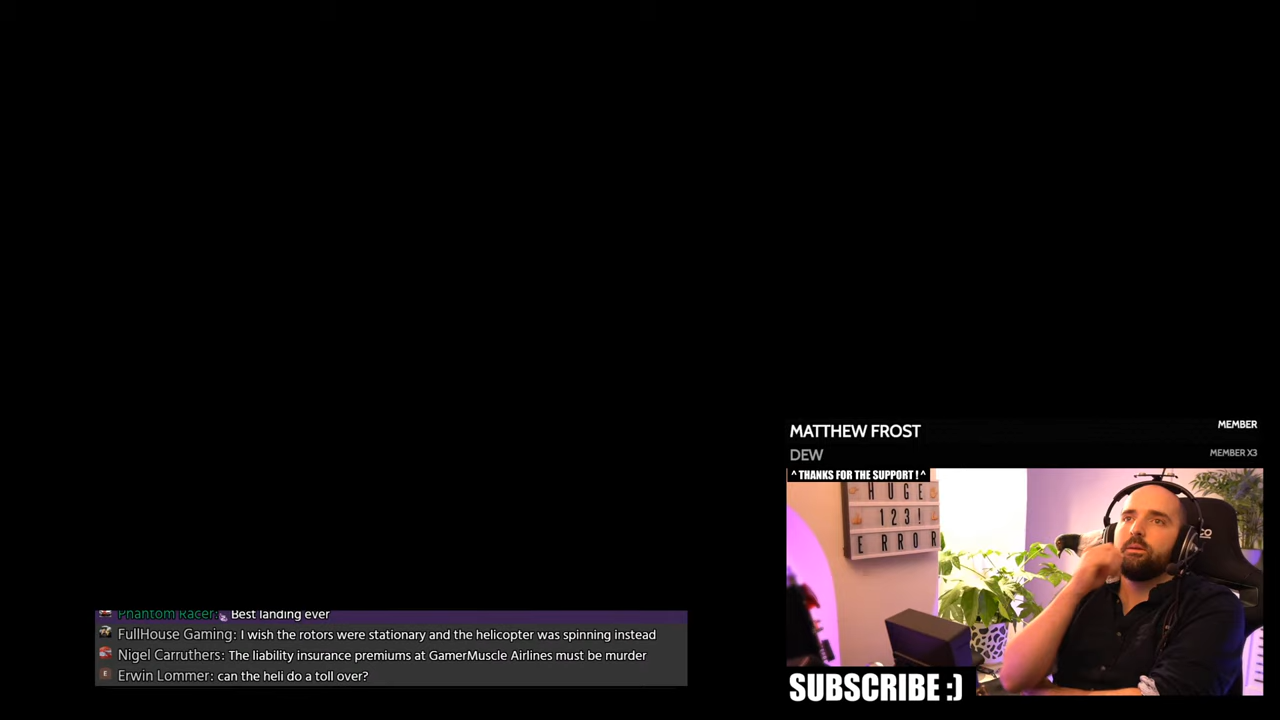 MATTHEW FROST MEMBER
DEW MEMBER X3
^ THANKS FOR THE SUPPORT ! ^
HUGE
123!
ERROR
Phantom Racer: Best landing ever
FullHouse Gaming: I wish the rotors were stationary and the helicopter was spinning instead
Nigel Carruthers: The liability insurance premiums at GamerMuscle Airlines must be murder
E Erwin Lommer: can the heli do a toll over?
SUBSCRIBE :)